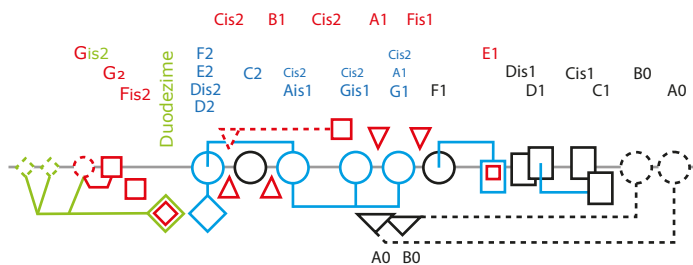 Cis2 B1 Cis2 A1 Fis1
Gis2
G2
Fis2
Duodezime
F2
E2
Dis2
D2
C2
Cis2
Ais1
Cis2
Gis1
Cis2
A1
G1
F1
E1
Dis1
D1
Cis1
C1
B0
A0
A0 B0